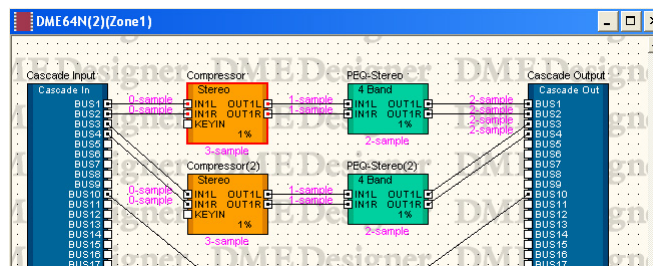 DME64N(2)(Zone1)
Cascade Input
Compressor
PEQ-Stereo
Cascade Output
Cascade In
Stereo
4 Band
Cascade Out
BUS1 0-sample IN1L OUT1L 1-sample IN1L OUT1L 2-sample BUS1
BUS2 0-sample IN1R OUT1R 1-sample IN1R OUT1R 2-sample BUS2
BUS3 KEYIN 2-sample BUS3
BUS4 1% 1% 2-sample BUS4
BUS5 3-sample 2-sample BUS5
BUS6 Compressor(2) PEQ-Stereo(2) BUS6
BUS7 Stereo 4 Band BUS7
BUS8 BUS8
BUS9 0-sample IN1L OUT1L 1-sample IN1L OUT1L BUS9
BUS10 0-sample IN1R OUT1R 1-sample IN1R OUT1R BUS10
BUS11 KEYIN BUS11
BUS12 1% 1% BUS12
BUS13 3-sample 2-sample BUS13
BUS14 BUS14
BUS15 BUS15
BUS16 BUS16
BUS17 BUS17
DME Designer